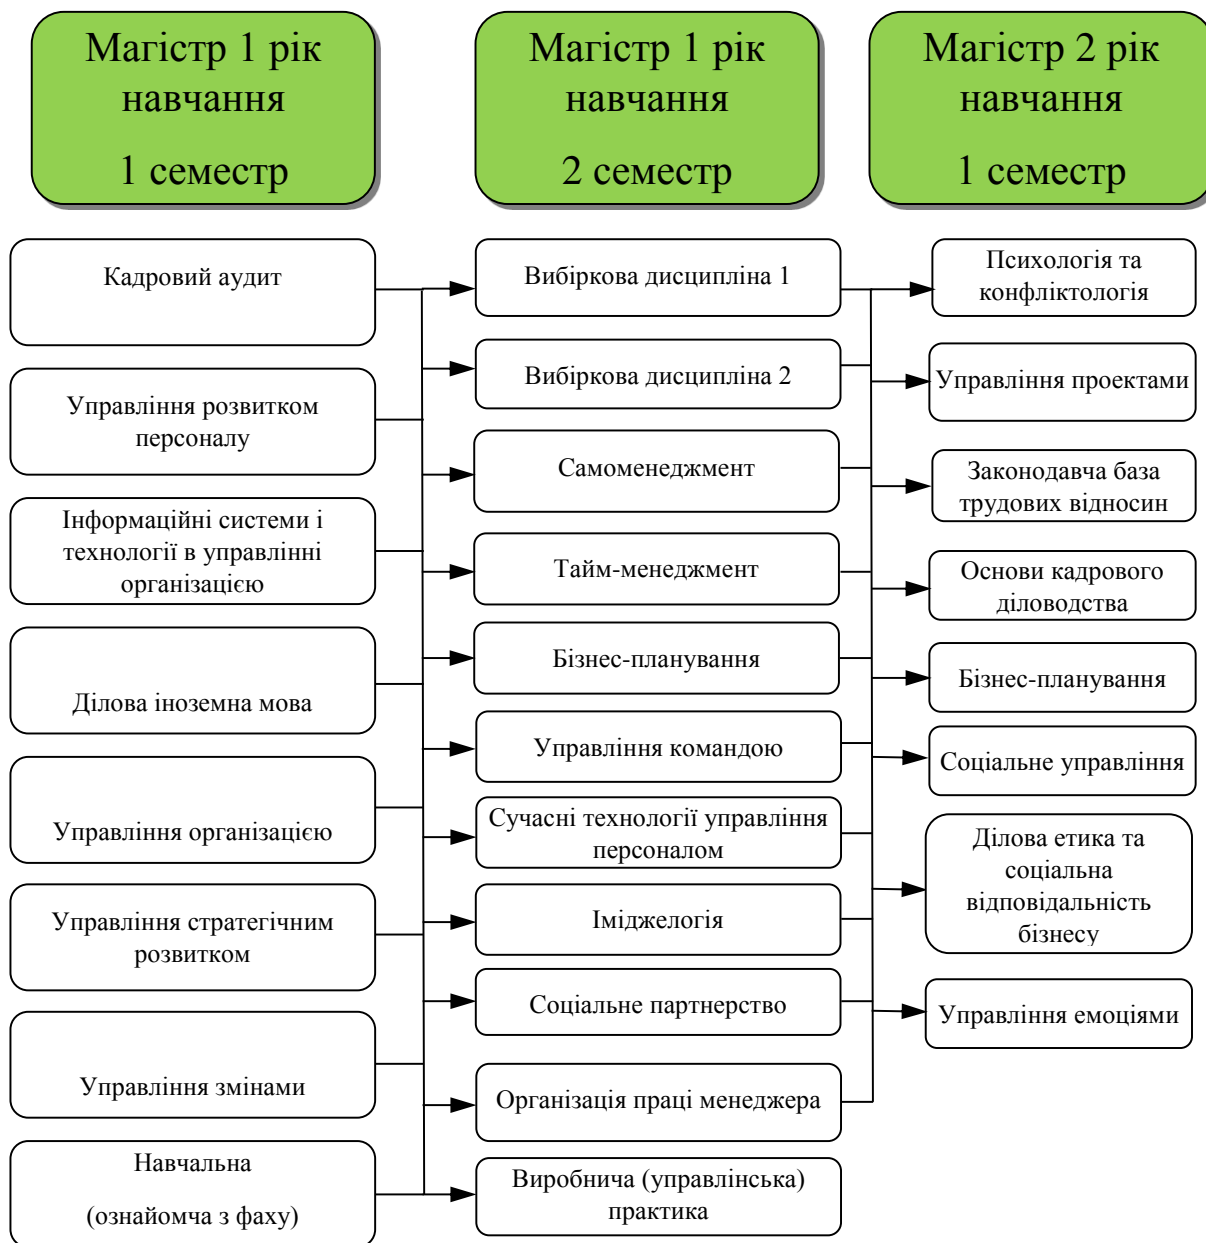 Магістр 1 рік
навчання
1 семестр
Магістр 1 рік
навчання
2 семестр
Магістр 2 рік
навчання
1 семестр
Кадровий аудит
Управління розвитком
персоналу
Інформаційні системи і
технології в управлінні
організацією
Ділова іноземна мова
Управління організацією
Управління стратегічним
розвитком
Управління змінами
Навчальна
(ознайомча з фаху)
Вибіркова дисципліна 1
Вибіркова дисципліна 2
Самоменеджмент
Тайм-менеджмент
Бізнес-планування
Управління командою
Сучасні технології управління
персоналом
Іміджелогія
Соціальне партнерство
Організація праці менеджера
Виробнича (управлінська)
практика
Психологія та
конфліктологія
Управління проектами
Законодавча база
трудових відносин
Основи кадрового
діловодства
Бізнес-планування
Соціальне управління
Ділова етика та
соціальна
відповідальність
бізнесу
Управління емоціями